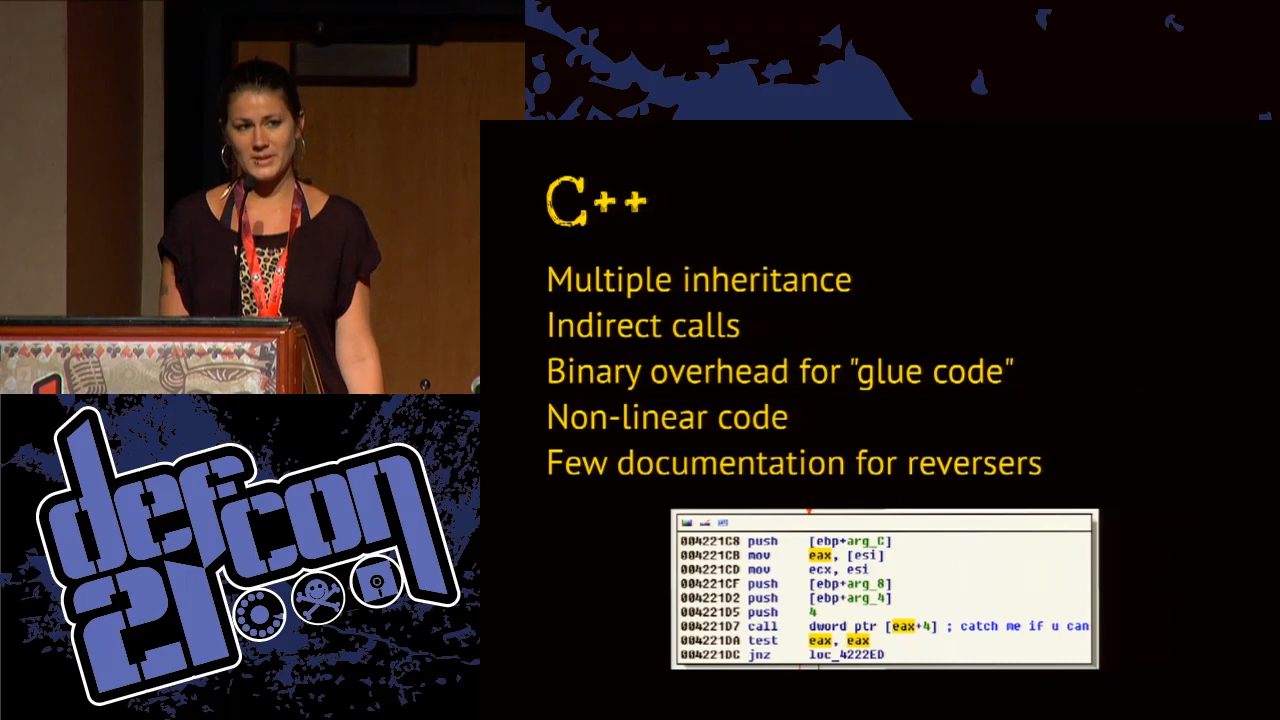 C++
Multiple inheritance
Indirect calls
Binary overhead for "glue code"
Non-linear code
Few documentation for reversers
004221C8 push [ebp+arg_C]
004221CB mov eax, [esi]
004221CD mov ecx, esi
004221CF push [ebp+arg_8]
004221D2 push [ebp+arg_4]
004221D5 push 4
004221D7 call dword ptr [eax+4] ; catch me if u can
004221DA test eax, eax
004221DC jnz loc_4222ED
defcon
21